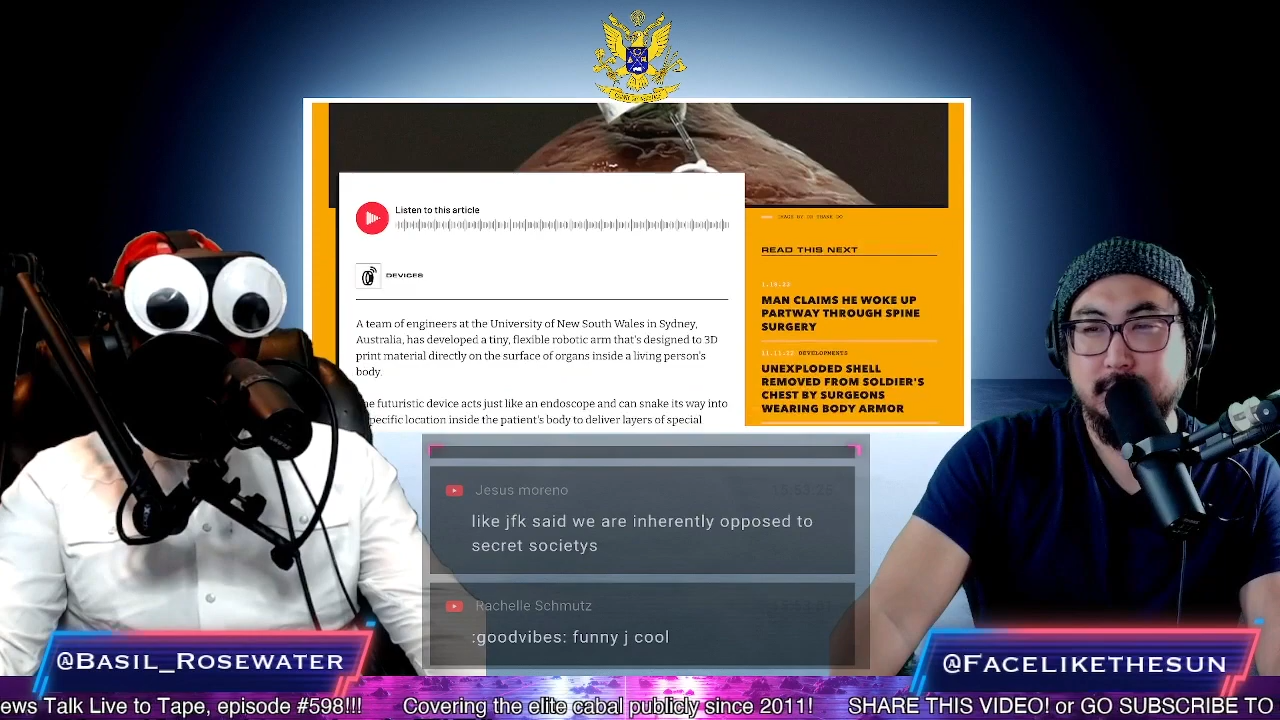 Listen to this article
DEVICES
A team of engineers at the University of New South Wales in Sydney,
Australia, has developed a tiny, flexible robotic arm that's designed to 3D
print material directly on the surface of organs inside a living person's
body.
futuristic device acts just like an endoscope and can snake its way into
specific location inside the patient's body to deliver layers of special
READ THIS NEXT
MAN CLAIMS HE WOKE UP
PARTWAY THROUGH SPINE
SURGERY
11.11.22 DEVELOPMENTS
UNEXPLODED SHELL
REMOVED FROM SOLDIER'S
CHEST BY SURGEONS
WEARING BODY ARMOR
Jesus moreno
like jfk said we are inherently opposed to
secret societys
Rachelle Schmutz
:goodvibes: funny j cool
@BASIL_ROSEWATER
@FACELIKETHESUN
ews Talk Live to Tape, episode #598!!! Covering the elite cabal publicly since 2011! SHARE THIS VIDEO! or GO SUBSCRIBE TO